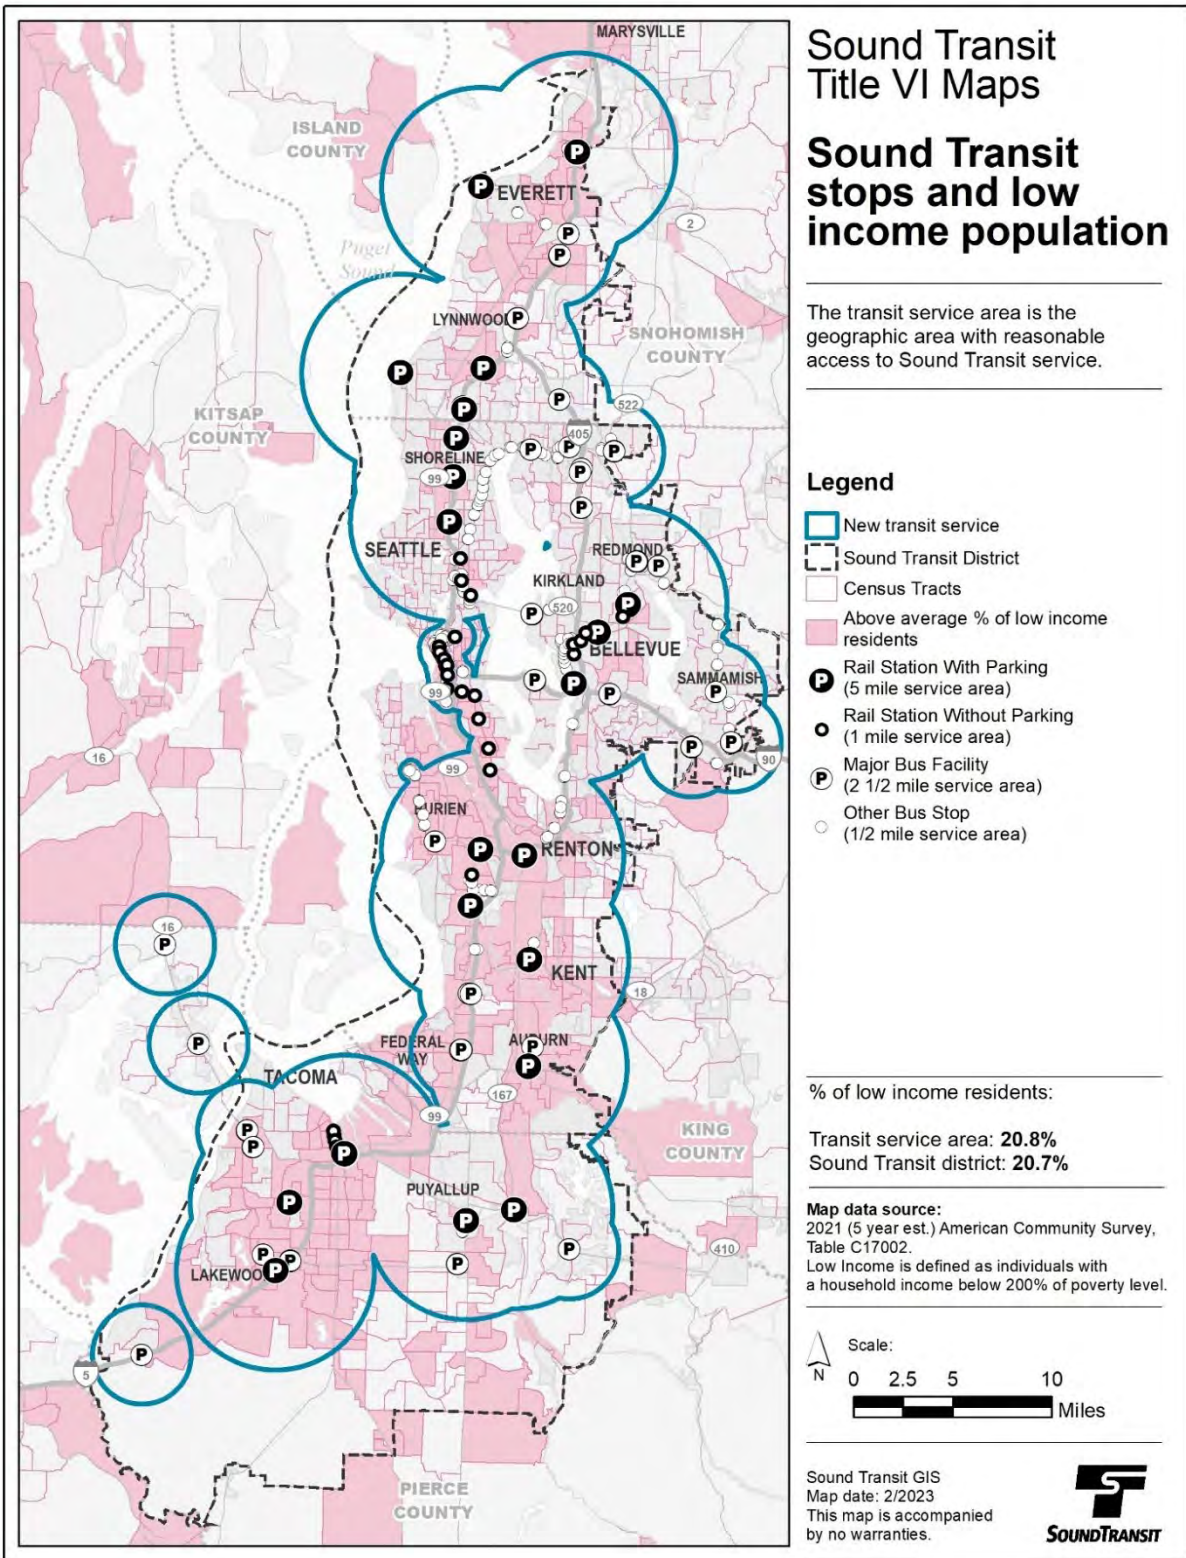 MARYSVILLE
ISLAND
COUNTY
EVERETT
2
Puget
Sound
LYNNWOOD
SNOHOMISH
COUNTY
KITSAP
COUNTY
522
405
SHORELINE
99
SEATTLE
REDMOND
KIRKLAND
520
BELLEVUE
SAMMAMISH
99
90
16
99
BURIEN
RENTON
16
KENT
18
FEDERAL
WAY
AUBURN
TACOMA
167
99
KING
COUNTY
PUYALLUP
410
LAKEWOOD
5
PIERCE
COUNTY
Sound Transit
Title VI Maps
Sound Transit
stops and low
income population
The transit service area is the
geographic area with reasonable
access to Sound Transit service.
Legend
New transit service
Sound Transit District
Census Tracts
Above average % of low income
residents
P Rail Station With Parking
(5 mile service area)
Rail Station Without Parking
(1 mile service area)
P Major Bus Facility
(2 1/2 mile service area)
Other Bus Stop
(1/2 mile service area)
% of low income residents:
Transit service area: 20.8%
Sound Transit district: 20.7%
Map data source:
2021 (5 year est.) American Community Survey,
Table C17002.
Low Income is defined as individuals with
a household income below 200% of poverty level.
Scale:
N
0 2.5 5 10
Miles
Sound Transit GIS
Map date: 2/2023
This map is accompanied
by no warranties.
SOUNDTRANSIT